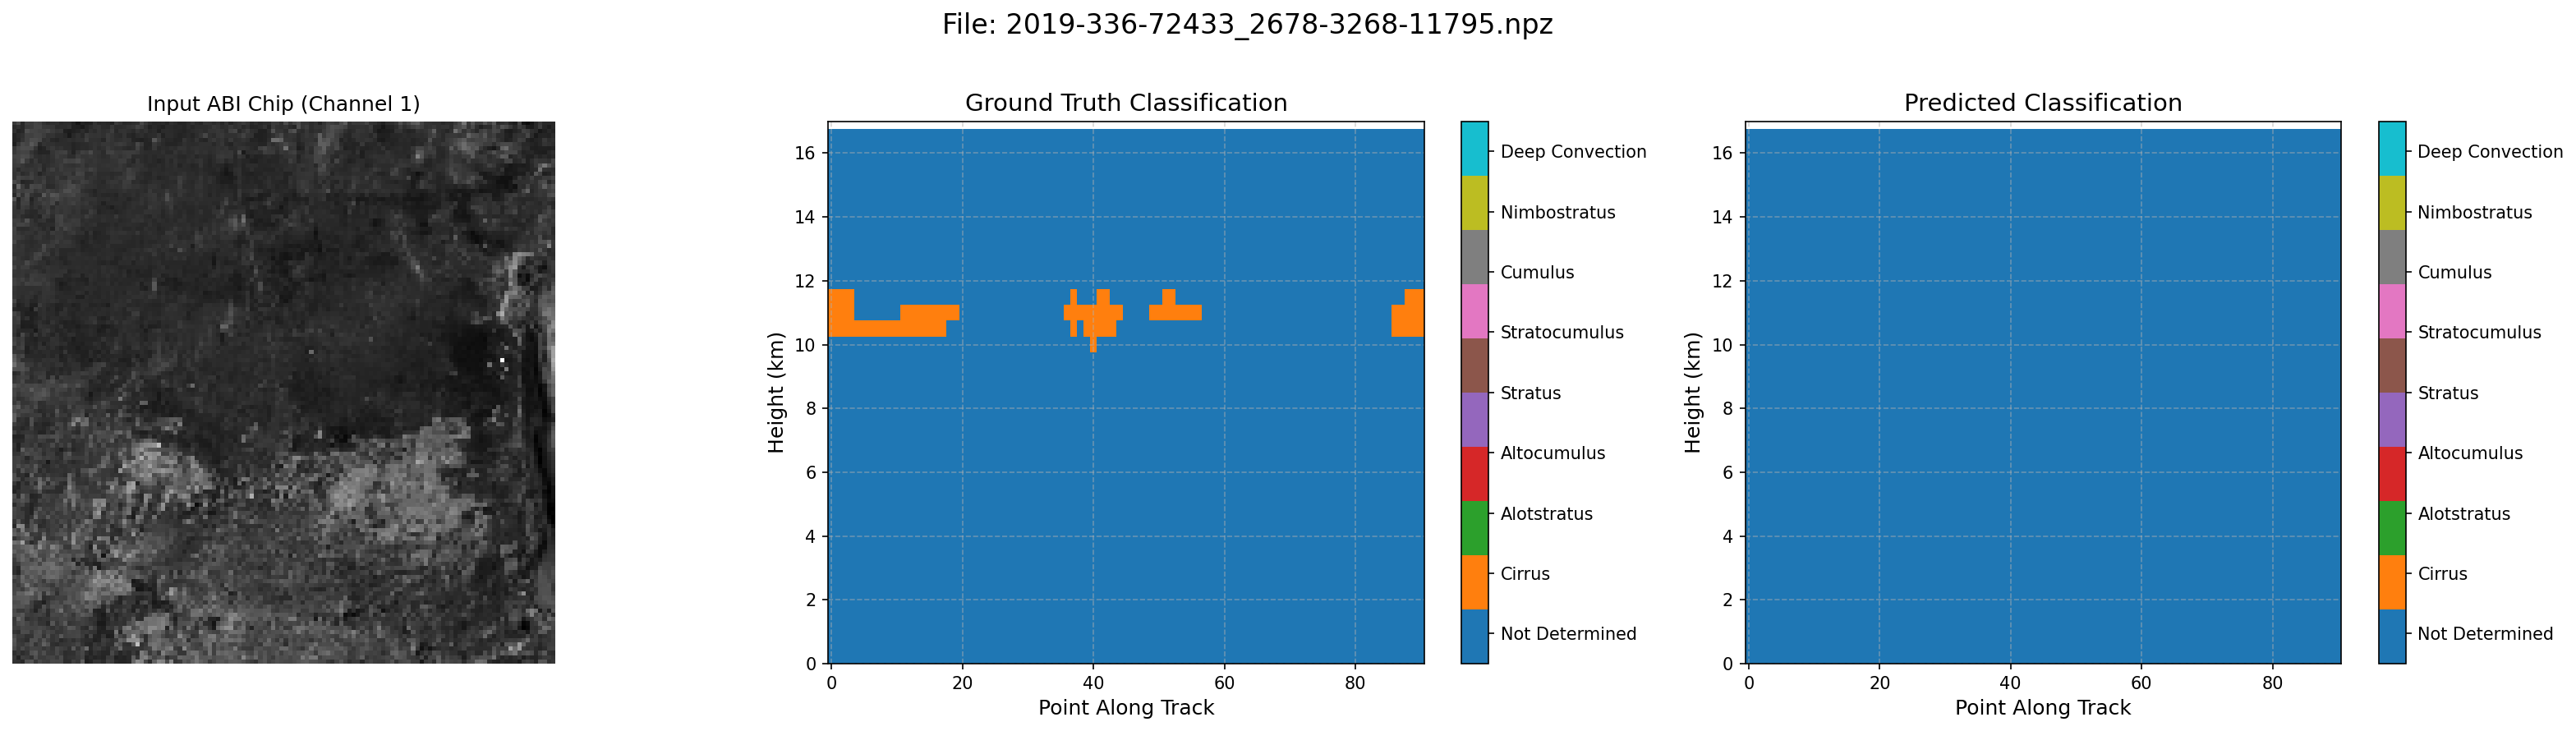 File: 2019-336-72433_2678-3268-11795.npz
Input ABI Chip (Channel 1)
Ground Truth Classification
Height (km)
16
14
12
10
8
6
4
2
0
0 20 40 60 80
Point Along Track
Deep Convection
Nimbostratus
Cumulus
Stratocumulus
Stratus
Altocumulus
Alotstratus
Cirrus
Not Determined
Predicted Classification
Height (km)
16
14
12
10
8
6
4
2
0
0 20 40 60 80
Point Along Track
Deep Convection
Nimbostratus
Cumulus
Stratocumulus
Stratus
Altocumulus
Alotstratus
Cirrus
Not Determined